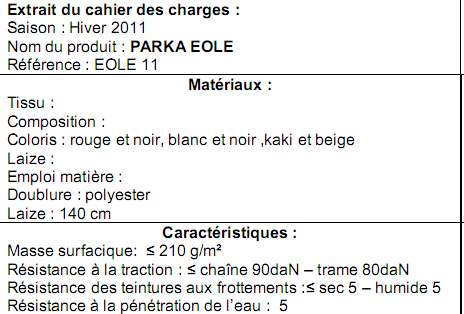 Extrait du cahier des charges :
Saison : Hiver 2011
Nom du produit : PARKA EOLE
Référence : EOLE 11
Matériaux :
Tissu :
Composition :
Coloris : rouge et noir, blanc et noir ,kaki et beige
Laize :
Emploi matière :
Doublure : polyester
Laize : 140 cm
Caractéristiques :
Masse surfacique: ≤ 210 g/m²
Résistance à la traction : ≤ chaîne 90daN – trame 80daN
Résistance des teintures aux frottements :≤ sec 5 – humide 5
Résistance à la pénétration de l'eau : 5